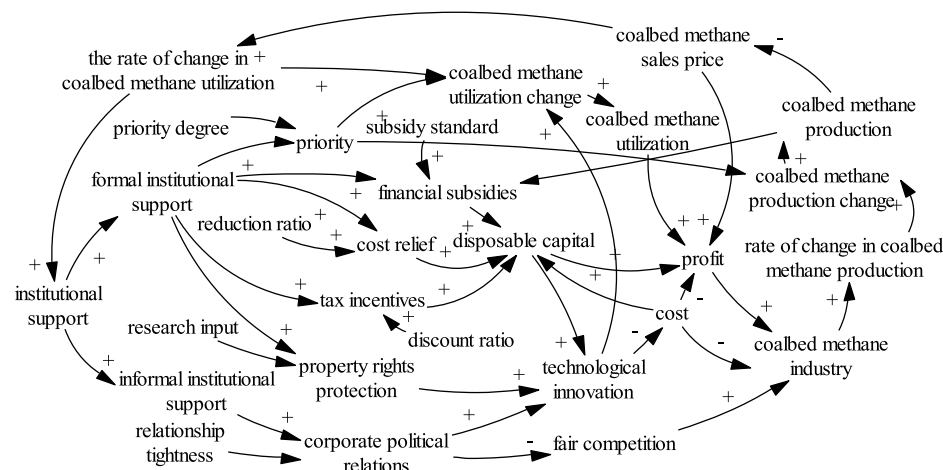 coalbed methane
sales price
-
the rate of change in +
coalbed methane utilization
+
coalbed methane
utilization change
+
coalbed methane
production
priority degree
+
subsidy standard
+
coalbed methane
utilization
priority
+
+
coalbed methane
production change
formal institutional
support
+
+
financial subsidies
+
reduction ratio
+
+
cost relief
+
+
disposable capital
+
+
+
+
profit
rate of change in coalbed
methane production
+
institutional
support
+
+
tax incentives
+
+
discount ratio
cost
-
-
-
+
+
coalbed methane
industry
research input
+
property rights
protection
+
+
technological
innovation
+
informal institutional
support
+
relationship
tightness
corporate political
relations
+
-
fair competition
+